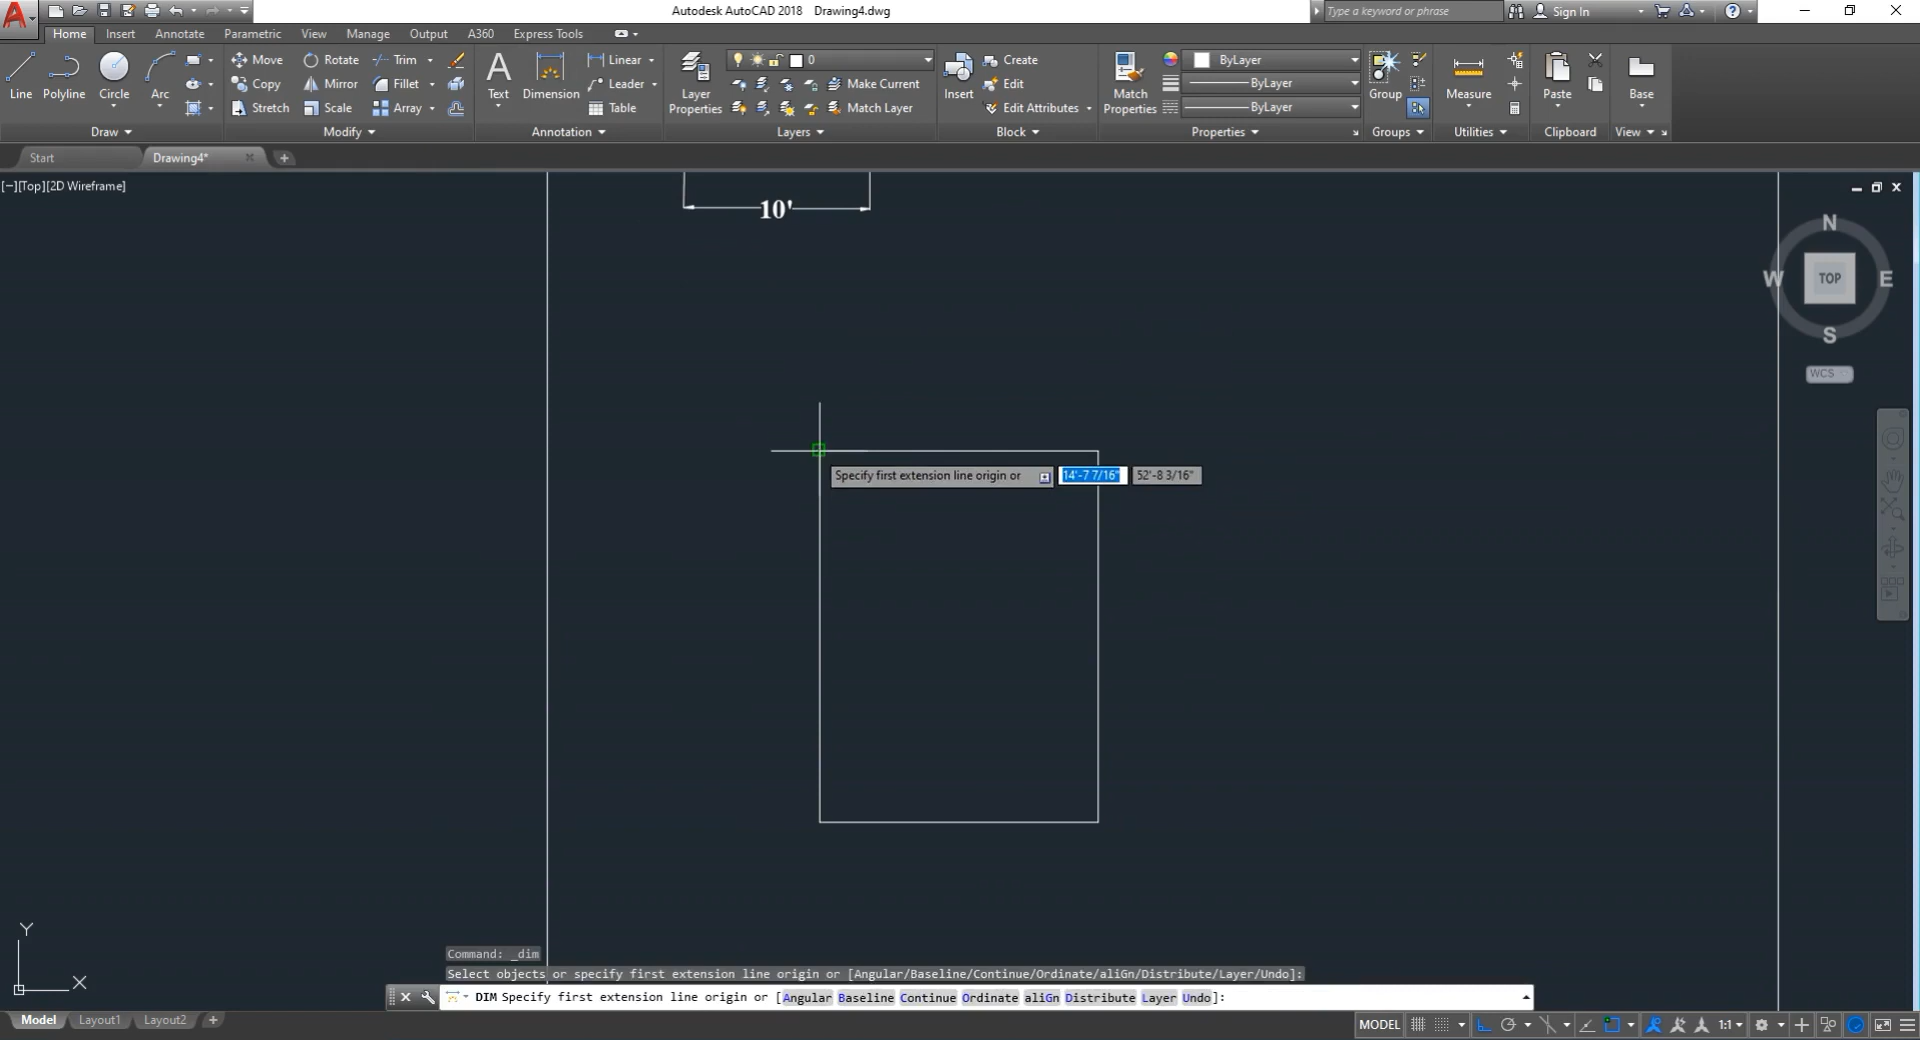 Autodesk AutoCAD 2018 Drawing4.dwg
Type a keyword or phrase
Sign In
Home Insert Annotate Parametric View Manage Output A360 Express Tools
Line Polyline Circle Arc
Move Rotate Trim
Copy Mirror Fillet
Stretch Scale Array
Text Dimension
Linear
Leader
Table
Layer Properties
0
Make Current
Match Layer
Insert
Create
Edit
Edit Attributes
Match Properties
ByLayer
ByLayer
ByLayer
Group
Measure
Paste
Base
Draw Modify Annotation Layers Block Properties Groups Utilities Clipboard View
Start Drawing4*
[−][Top][2D Wireframe]
10'
N
W TOP E
S
WCS
Specify first extension line origin or 14'-7 7/16" 52'-8 3/16"
Y
X
Command: _dim
Select objects or specify first extension line origin or [Angular/Baseline/Continue/Ordinate/aliGn/Distribute/Layer/Undo]:
DIM Specify first extension line origin or [Angular Baseline Continue Ordinate aliGn Distribute Layer Undo]:
Model Layout1 Layout2
MODEL 1:1